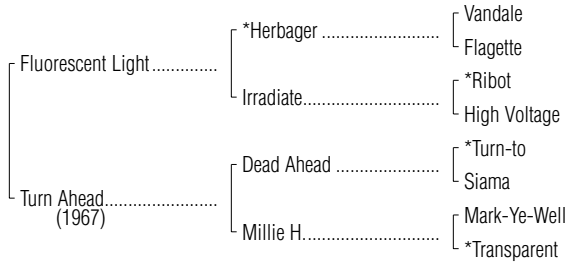 Vandale
*Herbager ..........................
Flagette
Fluorescent Light..............
*Ribot
Irradiate..............................
High Voltage
*Turn-to
Dead Ahead ......................
Siama
Turn Ahead.......................
(1967)
Mark-Ye-Well
Millie H..............................
*Transparent